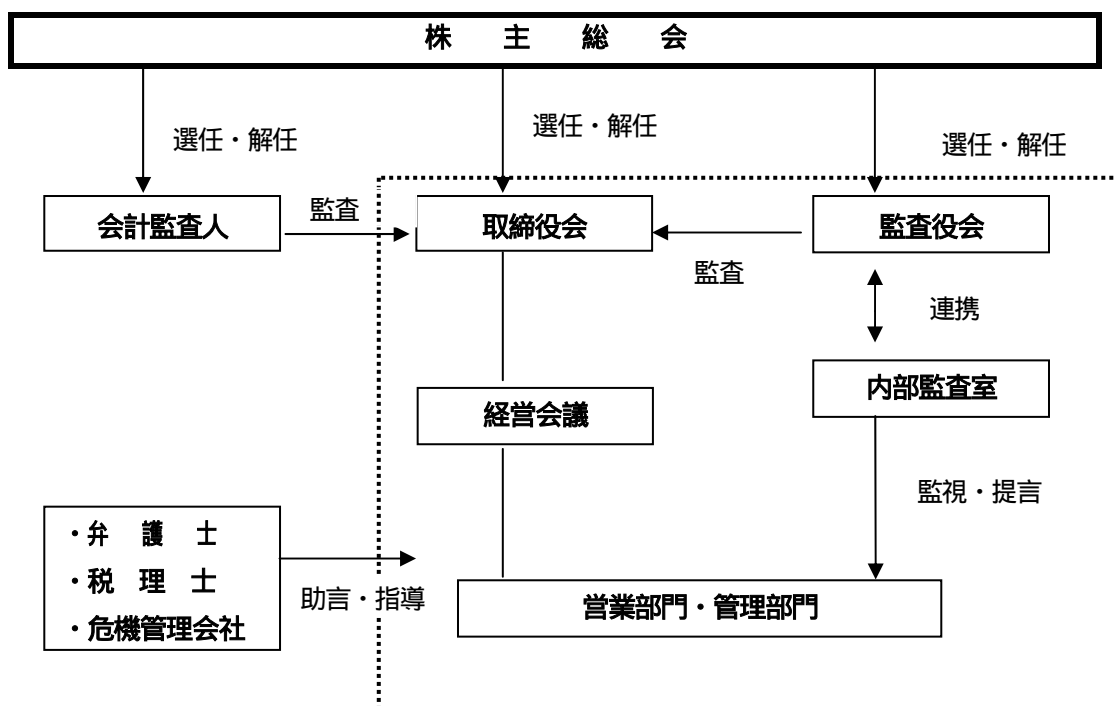 株 主 総 会
選任・解任
選任・解任
選任・解任
会計監査人
監査
取締役会
監査
監査役会
連携
内部監査室
経営会議
監視・提言
・弁 護 士
・税 理 士
・危機管理会社
助言・指導
営業部門・管理部門